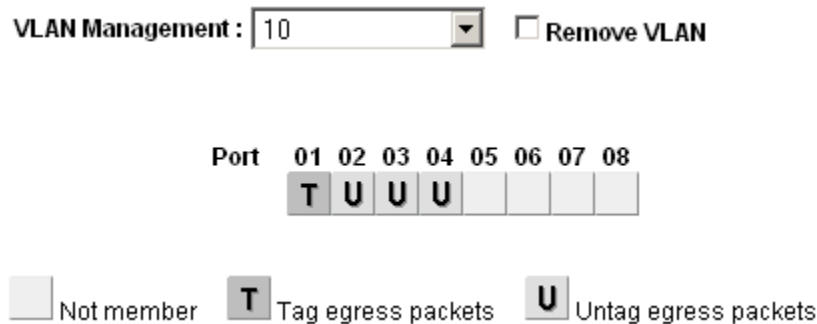 VLAN Management : 10 Remove VLAN
Port 01 02 03 04 05 06 07 08
T U U U
Not member T Tag egress packets U Untag egress packets